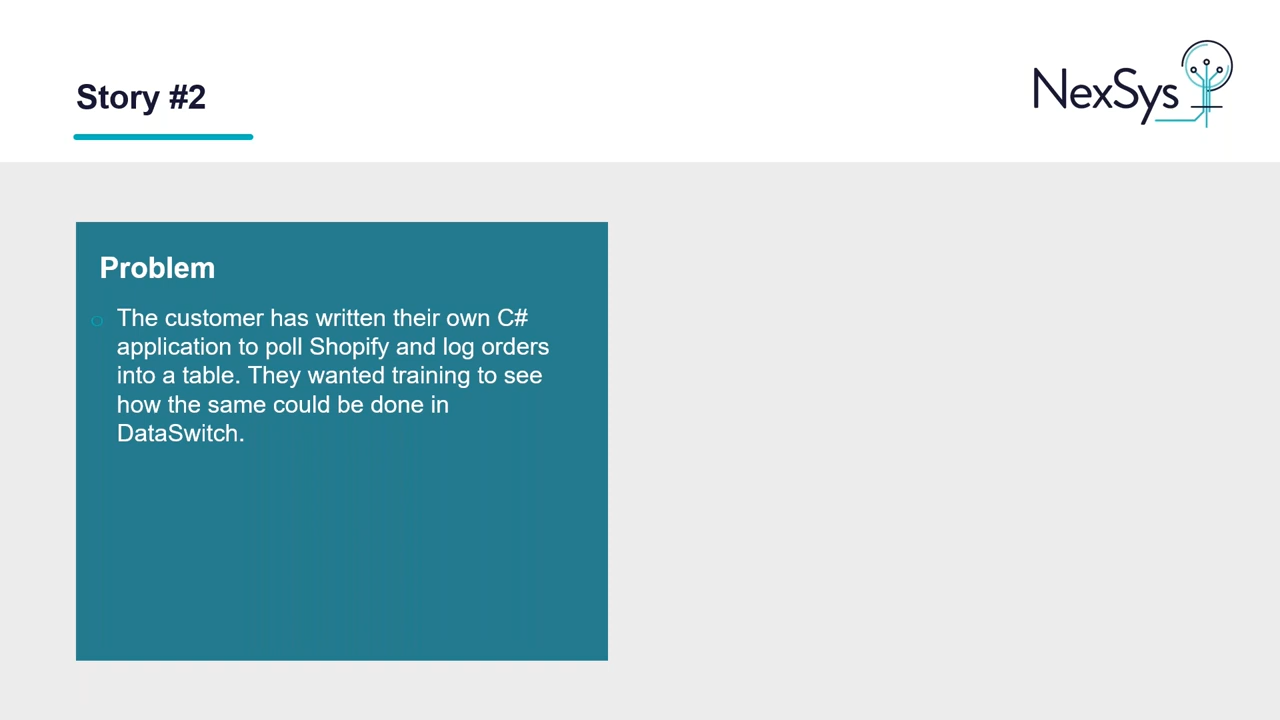 Story #2
NexSys
Problem
The customer has written their own C#
application to poll Shopify and log orders
into a table. They wanted training to see
how the same could be done in
DataSwitch.